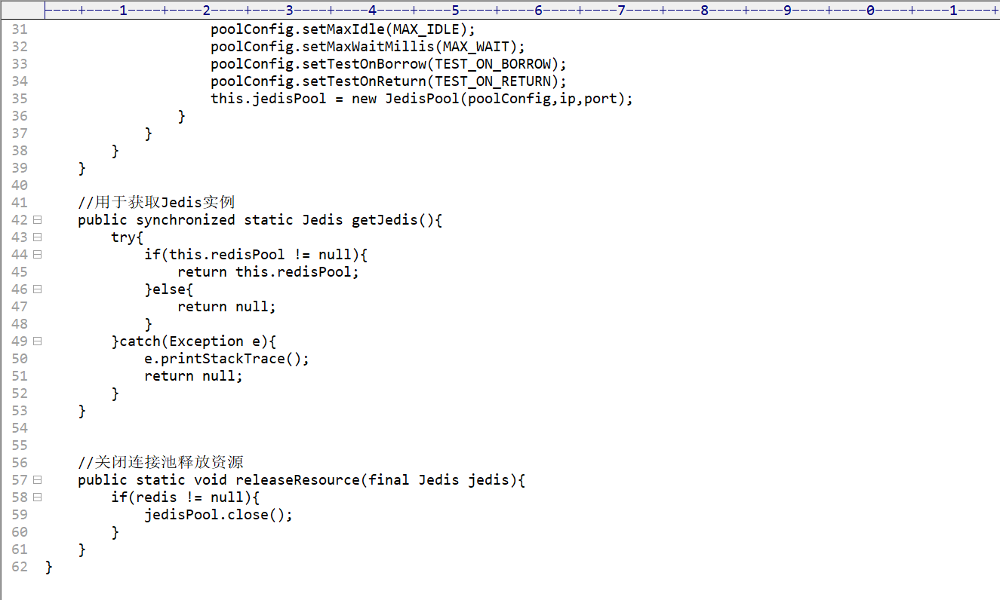 ----+----1----+----2----+----3----+----4----+----5----+----6----+----7----+----8----+----9----+----0----+----1----+
31 poolConfig.setMaxIdle(MAX_IDLE);
32 poolConfig.setMaxWaitMillis(MAX_WAIT);
33 poolConfig.setTestOnBorrow(TEST_ON_BORROW);
34 poolConfig.setTestOnReturn(TEST_ON_RETURN);
35 this.jedisPool = new JedisPool(poolConfig,ip,port);
36 }
37 }
38 }
39 }
40
41 //用于获取Jedis实例
42 public synchronized static Jedis getJedis(){
43 try{
44 if(this.redisPool != null){
45 return this.redisPool;
46 }else{
47 return null;
48 }
49 }catch(Exception e){
50 e.printStackTrace();
51 return null;
52 }
53 }
54
55
56 //关闭连接池释放资源
57 public static void releaseResource(final Jedis jedis){
58 if(redis != null){
59 jedisPool.close();
60 }
61 }
62 }